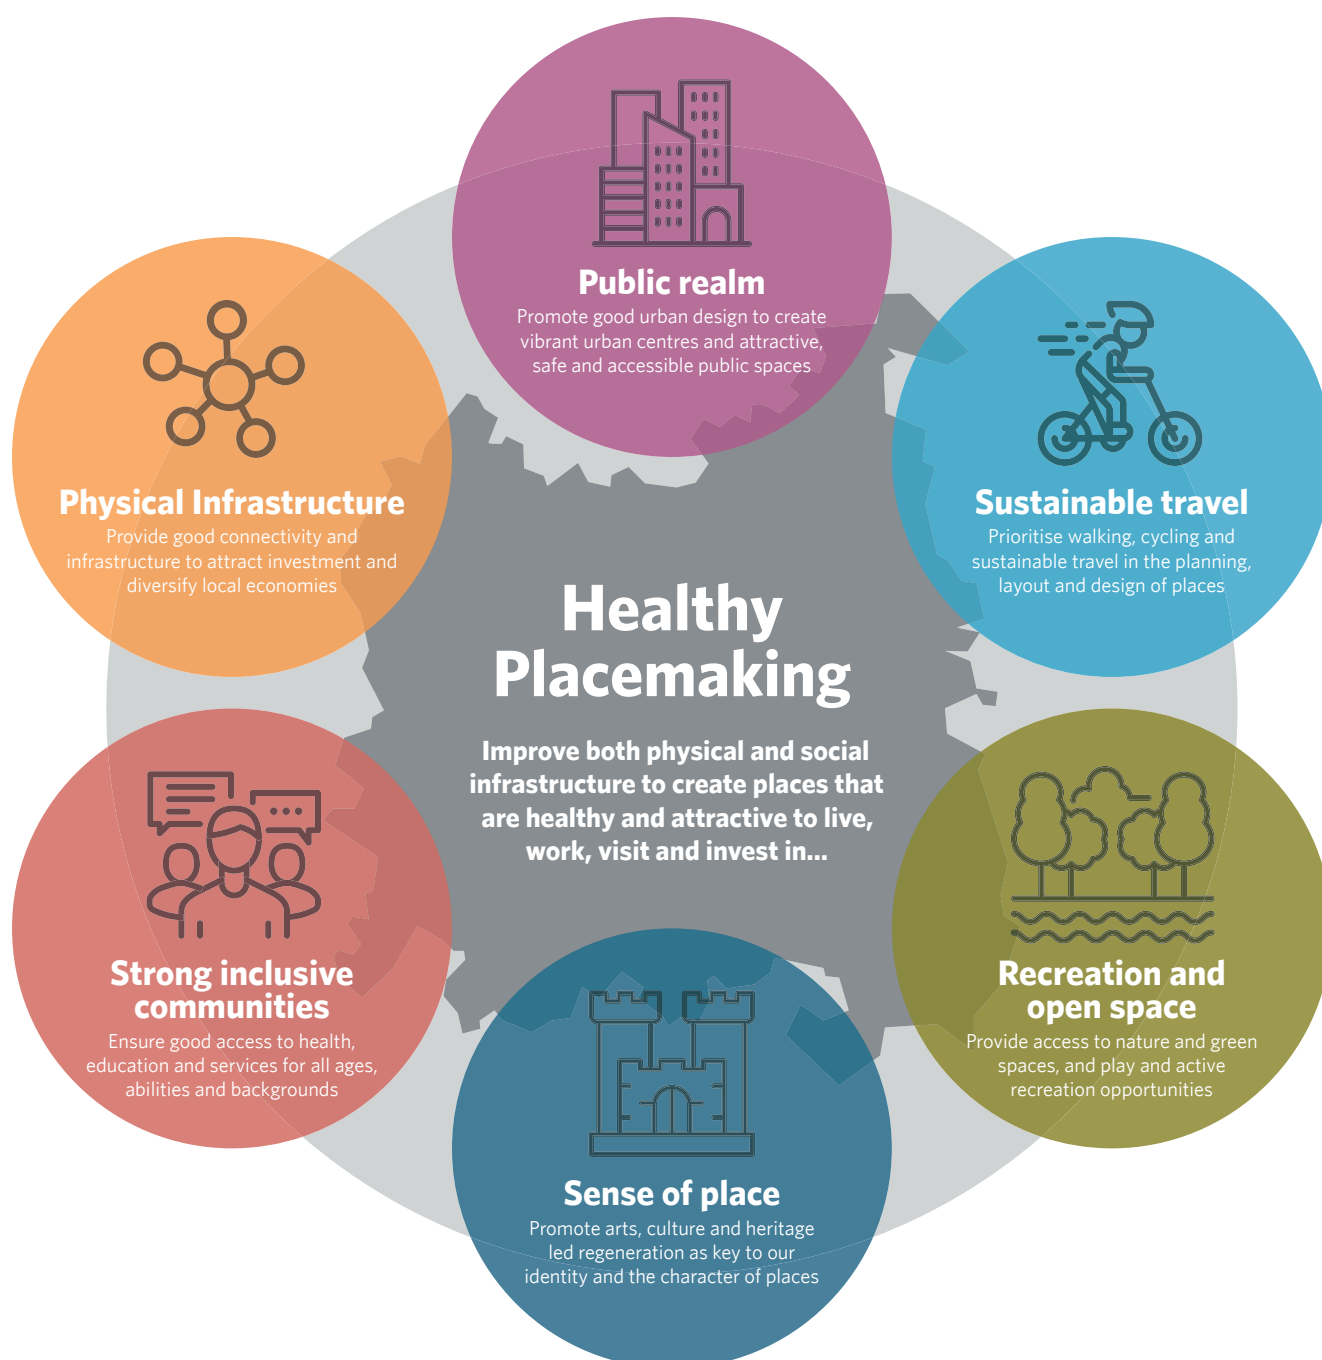 Public realm
Promote good urban design to create
vibrant urban centres and attractive,
safe and accessible public spaces
Physical Infrastructure
Provide good connectivity and
infrastructure to attract investment and
diversify local economies
Sustainable travel
Prioritise walking, cycling and
sustainable travel in the planning,
layout and design of places
Healthy
Placemaking
Improve both physical and social
infrastructure to create places that
are healthy and attractive to live,
work, visit and invest in...
Strong inclusive
communities
Ensure good access to health,
education and services for all ages,
abilities and backgrounds
Recreation and
open space
Provide access to nature and green
spaces, and play and active
recreation opportunities
Sense of place
Promote arts, culture and heritage
led regeneration as key to our
identity and the character of places